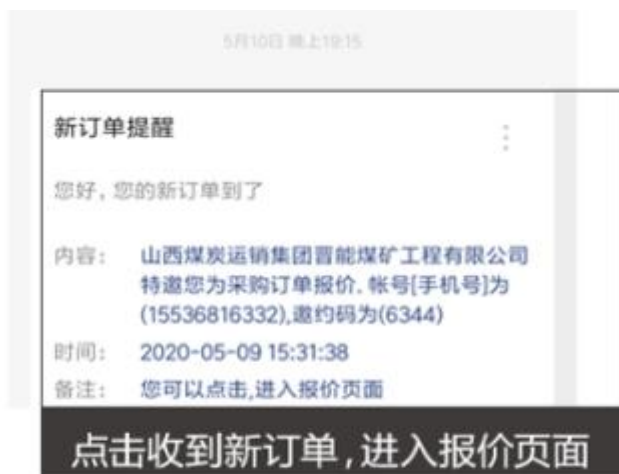 5月10日 晚上19:15
新订单提醒
您好，您的新订单到了
内容： 山西煤炭运销集团晋能煤矿工程有限公司
特邀您为采购订单报价. 帐号[手机号]为
(15536816332),邀约码为(6344)
时间： 2020-05-09 15:31:38
备注： 您可以点击,进入报价页面
点击收到新订单,进入报价页面